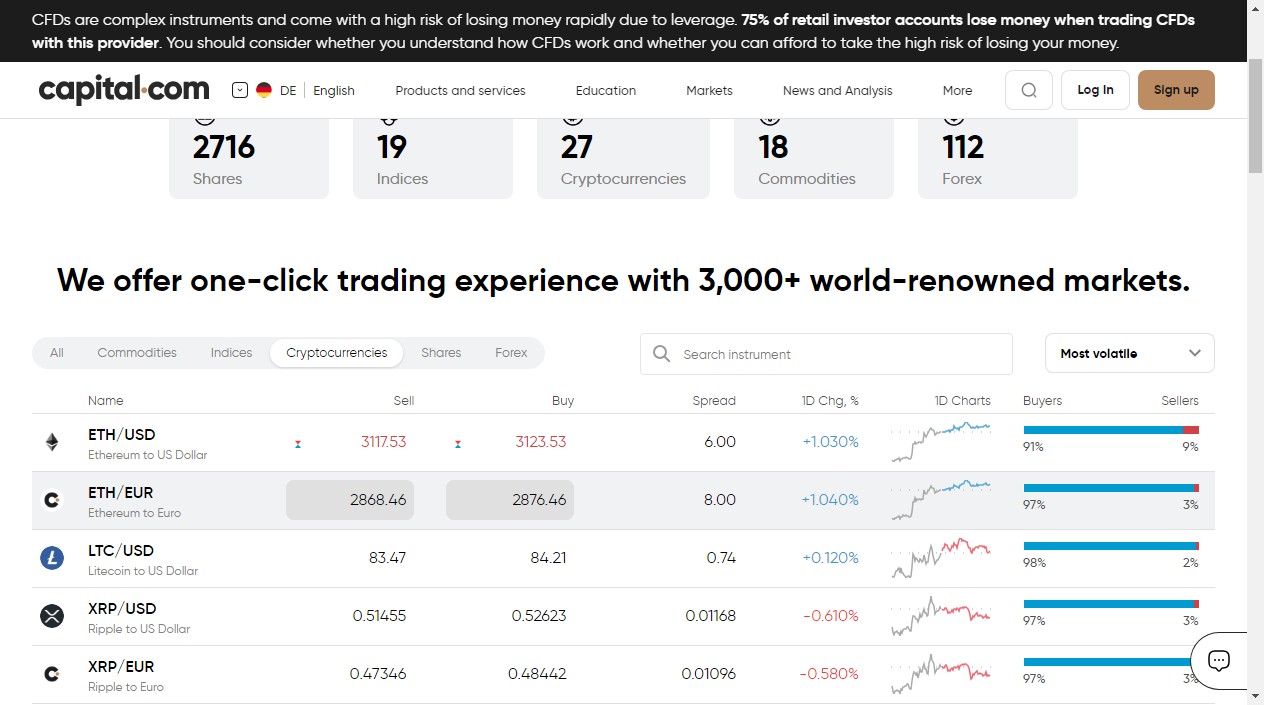 CFDs are complex instruments and come with a high risk of losing money rapidly due to leverage. 75% of retail investor accounts lose money when trading CFDs
with this provider. You should consider whether you understand how CFDs work and whether you can afford to take the high risk of losing your money.
capital.com DE English Products and services Education Markets News and Analysis More Log In Sign up
2716 19 27 18 112
Shares Indices Cryptocurrencies Commodities Forex
We offer one-click trading experience with 3,000+ world-renowned markets.
All Commodities Indices Cryptocurrencies Shares Forex Search instrument Most volatile
Name Sell Buy Spread 1D Chg, % 1D Charts Buyers Sellers
ETH/USD 3117.53 3123.53 6.00 +1.030%
Ethereum to US Dollar 91% 9%
ETH/EUR 2868.46 2876.46 8.00 +1.040%
Ethereum to Euro 97% 3%
LTC/USD 83.47 84.21 0.74 +0.120%
Litecoin to US Dollar 98% 2%
XRP/USD 0.51455 0.52623 0.01168 -0.610%
Ripple to US Dollar 97% 3%
XRP/EUR 0.47346 0.48442 0.01096 -0.580%
Ripple to Euro 97% 3%